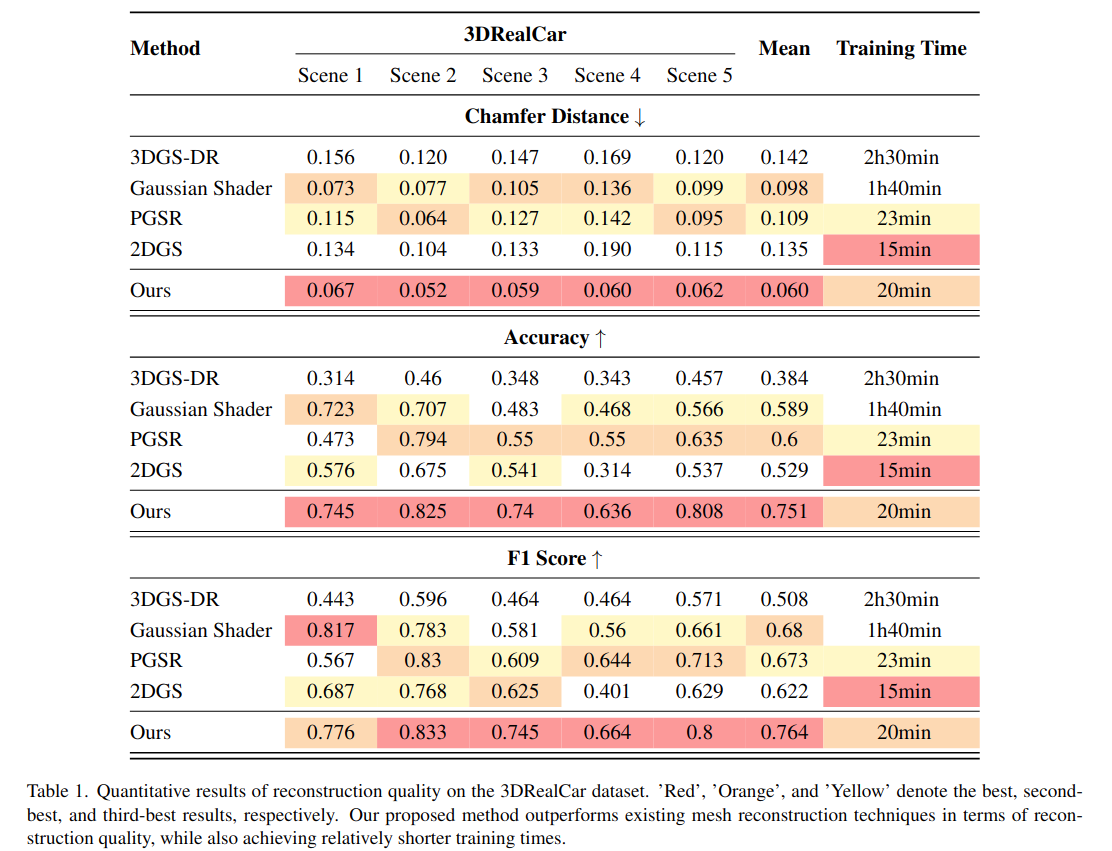 Method 3DRealCar Mean Training Time
Scene 1 Scene 2 Scene 3 Scene 4 Scene 5
Chamfer Distance ↓
3DGS-DR 0.156 0.120 0.147 0.169 0.120 0.142 2h30min
Gaussian Shader 0.073 0.077 0.105 0.136 0.099 0.098 1h40min
PGSR 0.115 0.064 0.127 0.142 0.095 0.109 23min
2DGS 0.134 0.104 0.133 0.190 0.115 0.135 15min
Ours 0.067 0.052 0.059 0.060 0.062 0.060 20min
Accuracy ↑
3DGS-DR 0.314 0.46 0.348 0.343 0.457 0.384 2h30min
Gaussian Shader 0.723 0.707 0.483 0.468 0.566 0.589 1h40min
PGSR 0.473 0.794 0.55 0.55 0.635 0.6 23min
2DGS 0.576 0.675 0.541 0.314 0.537 0.529 15min
Ours 0.745 0.825 0.74 0.636 0.808 0.751 20min
F1 Score ↑
3DGS-DR 0.443 0.596 0.464 0.464 0.571 0.508 2h30min
Gaussian Shader 0.817 0.783 0.581 0.56 0.661 0.68 1h40min
PGSR 0.567 0.83 0.609 0.644 0.713 0.673 23min
2DGS 0.687 0.768 0.625 0.401 0.629 0.622 15min
Ours 0.776 0.833 0.745 0.664 0.8 0.764 20min
Table 1. Quantitative results of reconstruction quality on the 3DRealCar dataset. ’Red’, ’Orange’, and ’Yellow’ denote the best, second-
best, and third-best results, respectively. Our proposed method outperforms existing mesh reconstruction techniques in terms of recon-
struction quality, while also achieving relatively shorter training times.